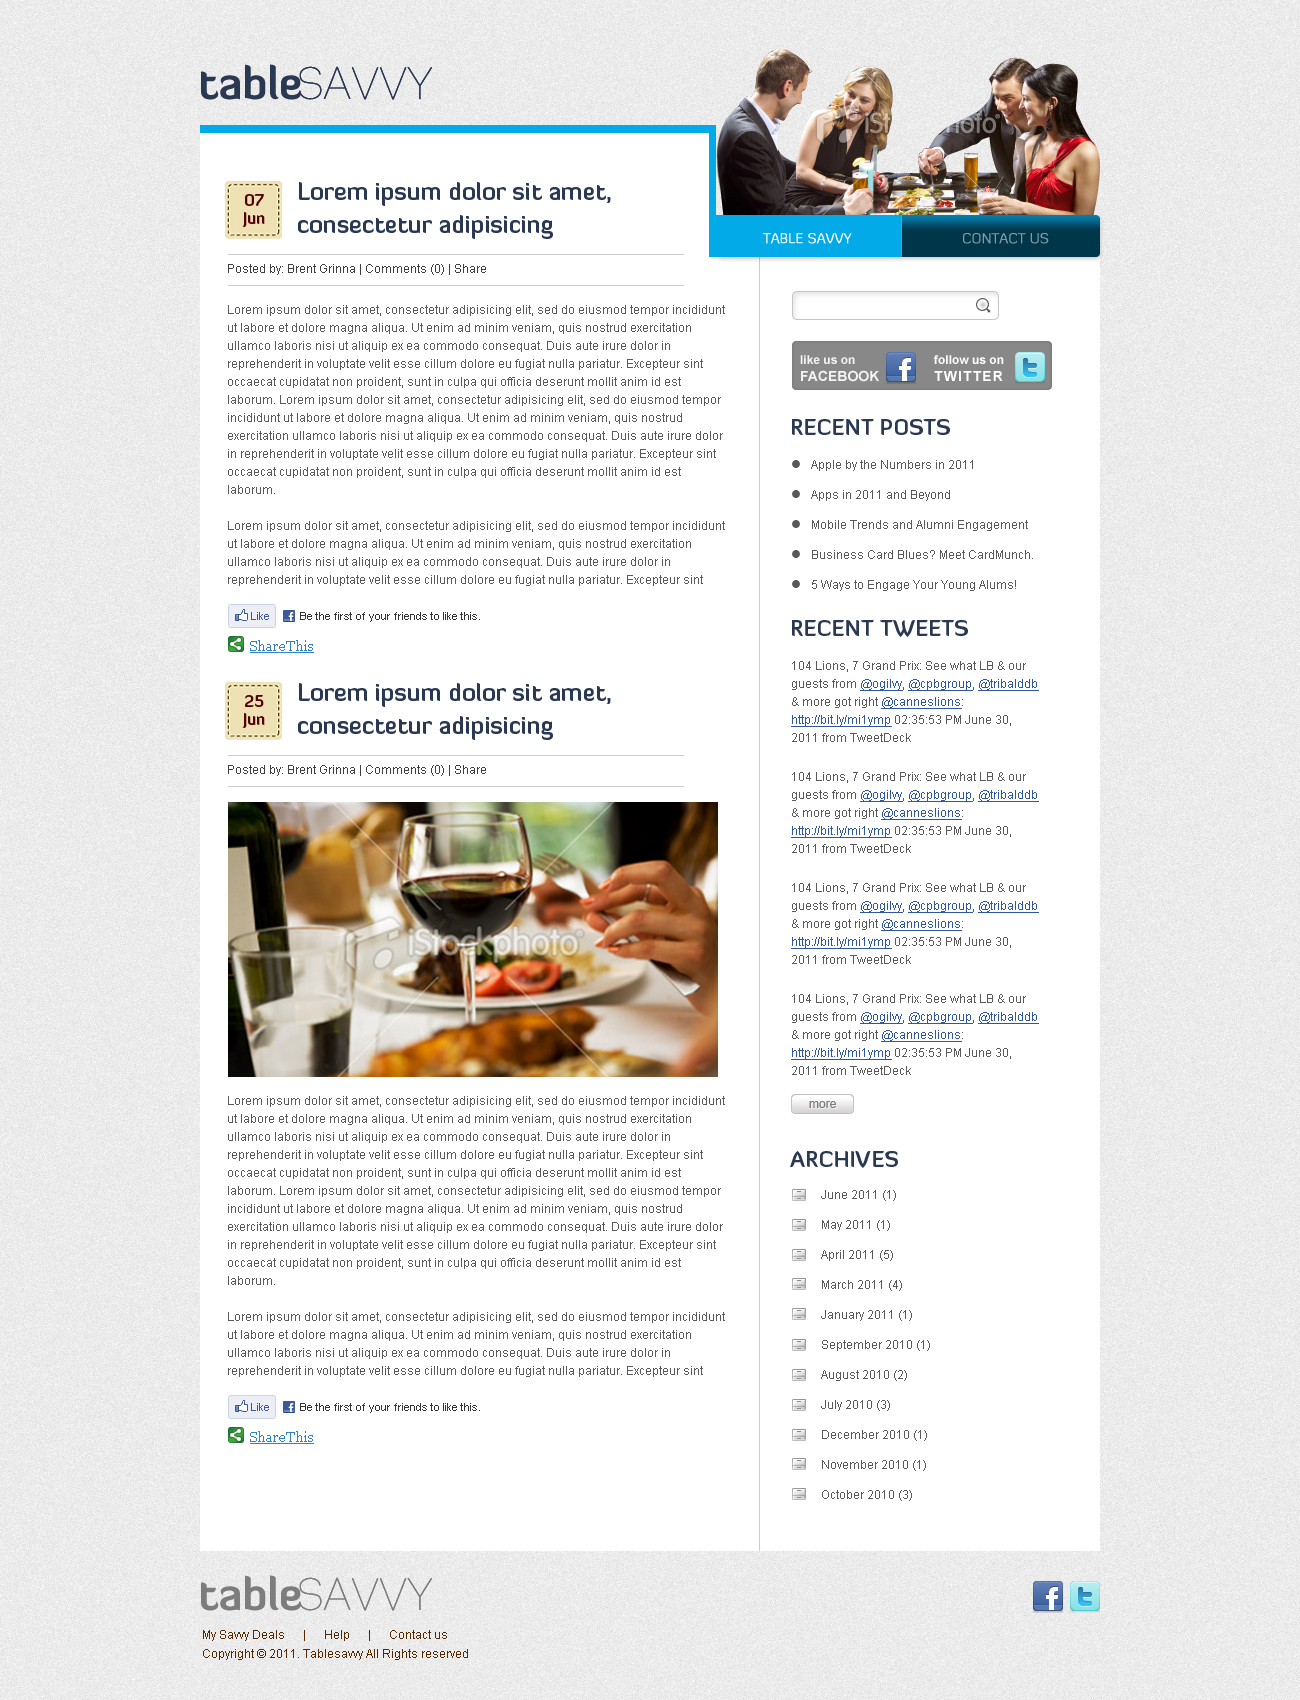 tableSAVVY
iStockphoto
TABLE SAVVY
CONTACT US
07
Jun
Lorem ipsum dolor sit amet,
consectetur adipisicing
Posted by: Brent Grinna | Comments (0) | Share
Lorem ipsum dolor sit amet, consectetur adipisicing elit, sed do eiusmod tempor incididunt
ut labore et dolore magna aliqua. Ut enim ad minim veniam, quis nostrud exercitation
ullamco laboris nisi ut aliquip ex ea commodo consequat. Duis aute irure dolor in
reprehenderit in voluptate velit esse cillum dolore eu fugiat nulla pariatur. Excepteur sint
occaecat cupidatat non proident, sunt in culpa qui officia deserunt mollit anim id est
laborum. Lorem ipsum dolor sit amet, consectetur adipisicing elit, sed do eiusmod tempor
incididunt ut labore et dolore magna aliqua. Ut enim ad minim veniam, quis nostrud
exercitation ullamco laboris nisi ut aliquip ex ea commodo consequat. Duis aute irure dolor
in reprehenderit in voluptate velit esse cillum dolore eu fugiat nulla pariatur. Excepteur sint
occaecat cupidatat non proident, sunt in culpa qui officia deserunt mollit anim id est
laborum.
Lorem ipsum dolor sit amet, consectetur adipisicing elit, sed do eiusmod tempor incididunt
ut labore et dolore magna aliqua. Ut enim ad minim veniam, quis nostrud exercitation
ullamco laboris nisi ut aliquip ex ea commodo consequat. Duis aute irure dolor in
reprehenderit in voluptate velit esse cillum dolore eu fugiat nulla pariatur. Excepteur sint
Like Be the first of your friends to like this.
ShareThis
25
Jun
Lorem ipsum dolor sit amet,
consectetur adipisicing
Posted by: Brent Grinna | Comments (0) | Share
iStockphoto
Lorem ipsum dolor sit amet, consectetur adipisicing elit, sed do eiusmod tempor incididunt
ut labore et dolore magna aliqua. Ut enim ad minim veniam, quis nostrud exercitation
ullamco laboris nisi ut aliquip ex ea commodo consequat. Duis aute irure dolor in
reprehenderit in voluptate velit esse cillum dolore eu fugiat nulla pariatur. Excepteur sint
occaecat cupidatat non proident, sunt in culpa qui officia deserunt mollit anim id est
laborum. Lorem ipsum dolor sit amet, consectetur adipisicing elit, sed do eiusmod tempor
incididunt ut labore et dolore magna aliqua. Ut enim ad minim veniam, quis nostrud
exercitation ullamco laboris nisi ut aliquip ex ea commodo consequat. Duis aute irure dolor
in reprehenderit in voluptate velit esse cillum dolore eu fugiat nulla pariatur. Excepteur sint
occaecat cupidatat non proident, sunt in culpa qui officia deserunt mollit anim id est
laborum.
Lorem ipsum dolor sit amet, consectetur adipisicing elit, sed do eiusmod tempor incididunt
ut labore et dolore magna aliqua. Ut enim ad minim veniam, quis nostrud exercitation
ullamco laboris nisi ut aliquip ex ea commodo consequat. Duis aute irure dolor in
reprehenderit in voluptate velit esse cillum dolore eu fugiat nulla pariatur. Excepteur sint
Like Be the first of your friends to like this.
ShareThis
like us on
FACEBOOK
follow us on
TWITTER
RECENT POSTS
Apple by the Numbers in 2011
Apps in 2011 and Beyond
Mobile Trends and Alumni Engagement
Business Card Blues? Meet CardMunch.
5 Ways to Engage Your Young Alums!
RECENT TWEETS
104 Lions, 7 Grand Prix: See what LB & our
guests from @ogilvy, @cpbgroup, @tribalddb
& more got right @canneslions:
http://bit.ly/mi1ymp 02:35:53 PM June 30,
2011 from TweetDeck
104 Lions, 7 Grand Prix: See what LB & our
guests from @ogilvy, @cpbgroup, @tribalddb
& more got right @canneslions:
http://bit.ly/mi1ymp 02:35:53 PM June 30,
2011 from TweetDeck
104 Lions, 7 Grand Prix: See what LB & our
guests from @ogilvy, @cpbgroup, @tribalddb
& more got right @canneslions:
http://bit.ly/mi1ymp 02:35:53 PM June 30,
2011 from TweetDeck
104 Lions, 7 Grand Prix: See what LB & our
guests from @ogilvy, @cpbgroup, @tribalddb
& more got right @canneslions:
http://bit.ly/mi1ymp 02:35:53 PM June 30,
2011 from TweetDeck
more
ARCHIVES
June 2011 (1)
May 2011 (1)
April 2011 (5)
March 2011 (4)
January 2011 (1)
September 2010 (1)
August 2010 (2)
July 2010 (3)
December 2010 (1)
November 2010 (1)
October 2010 (3)
tableSAVVY
My Savvy Deals | Help | Contact us
Copyright © 2011. Tablesavvy All Rights reserved